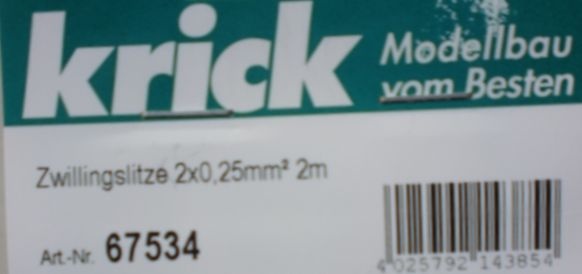 krick
Modellbau
vom Besten
Zwillingslitze 2x0,25mm² 2m
Art.-Nr. 67534
4 025792 143854